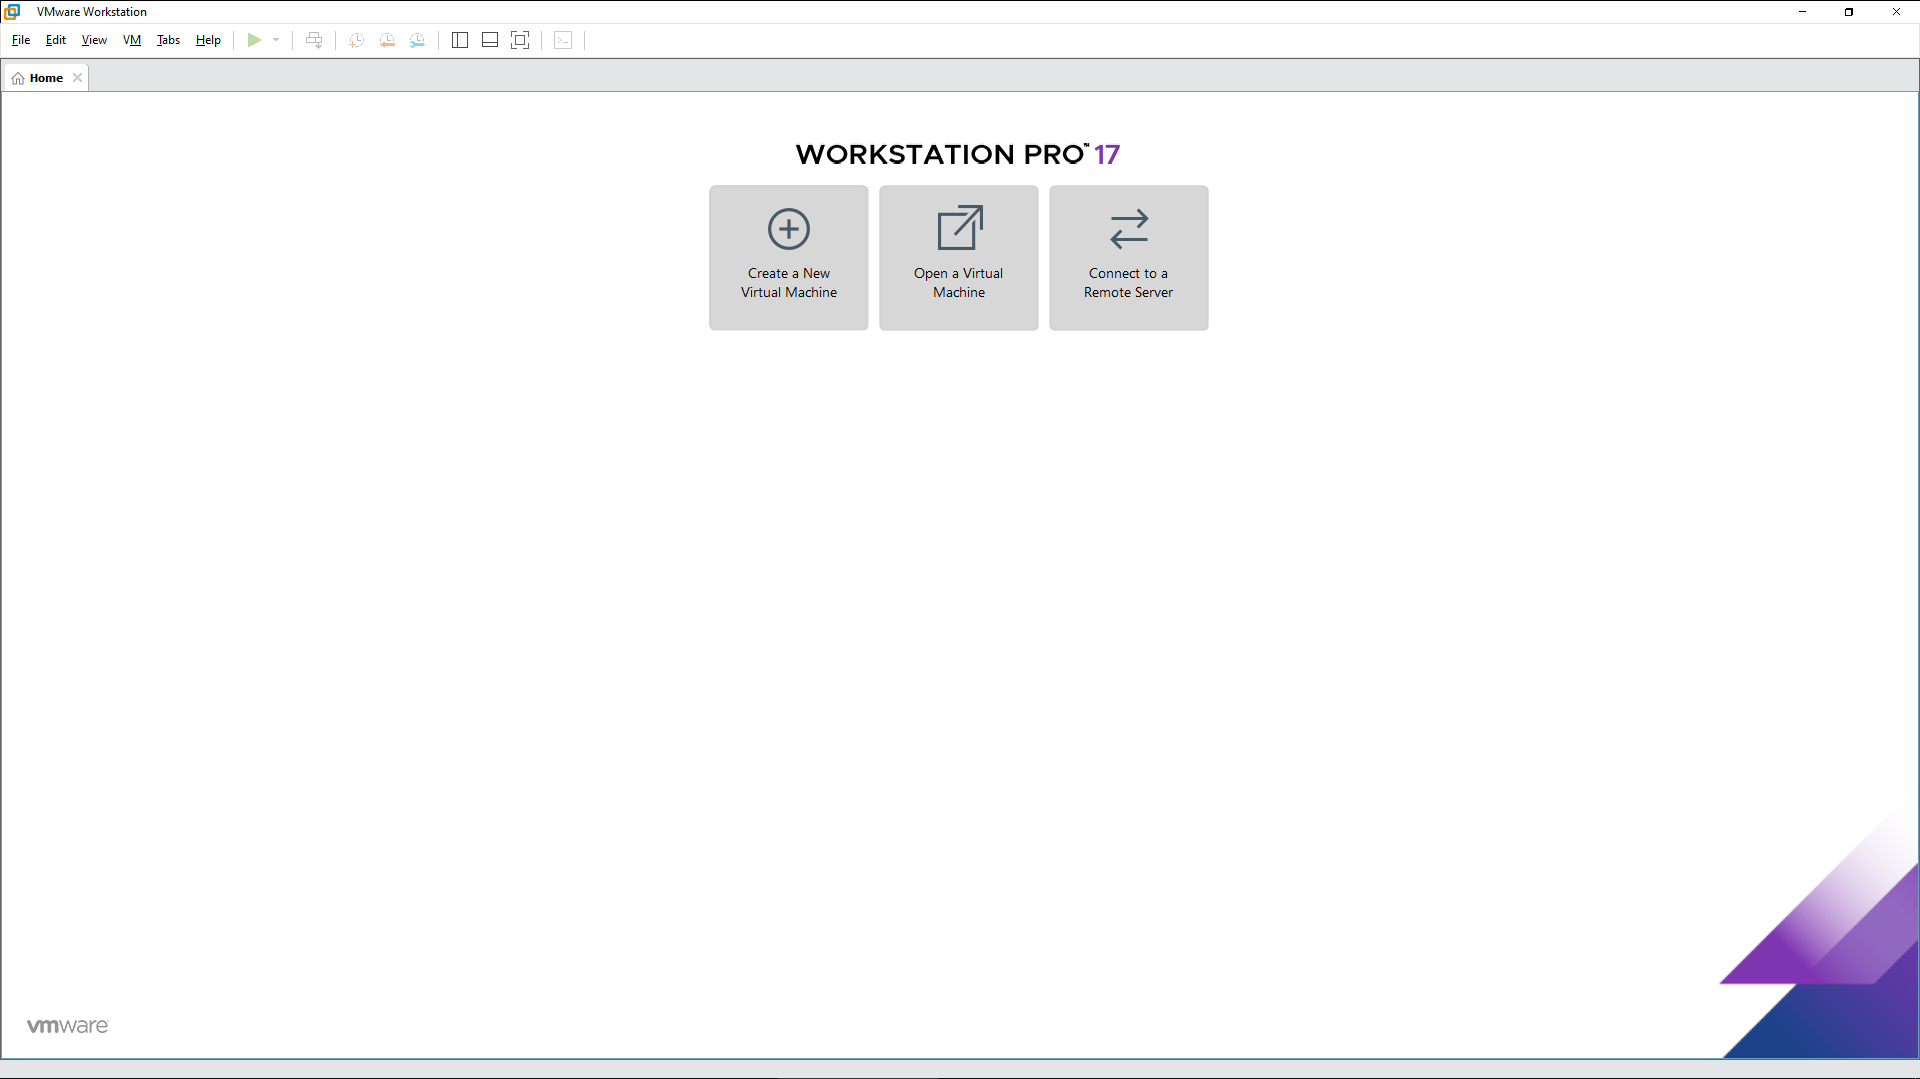 VMware Workstation
File Edit View VM Tabs Help
Home
WORKSTATION PRO™ 17
Create a New
Virtual Machine
Open a Virtual
Machine
Connect to a
Remote Server
vmware